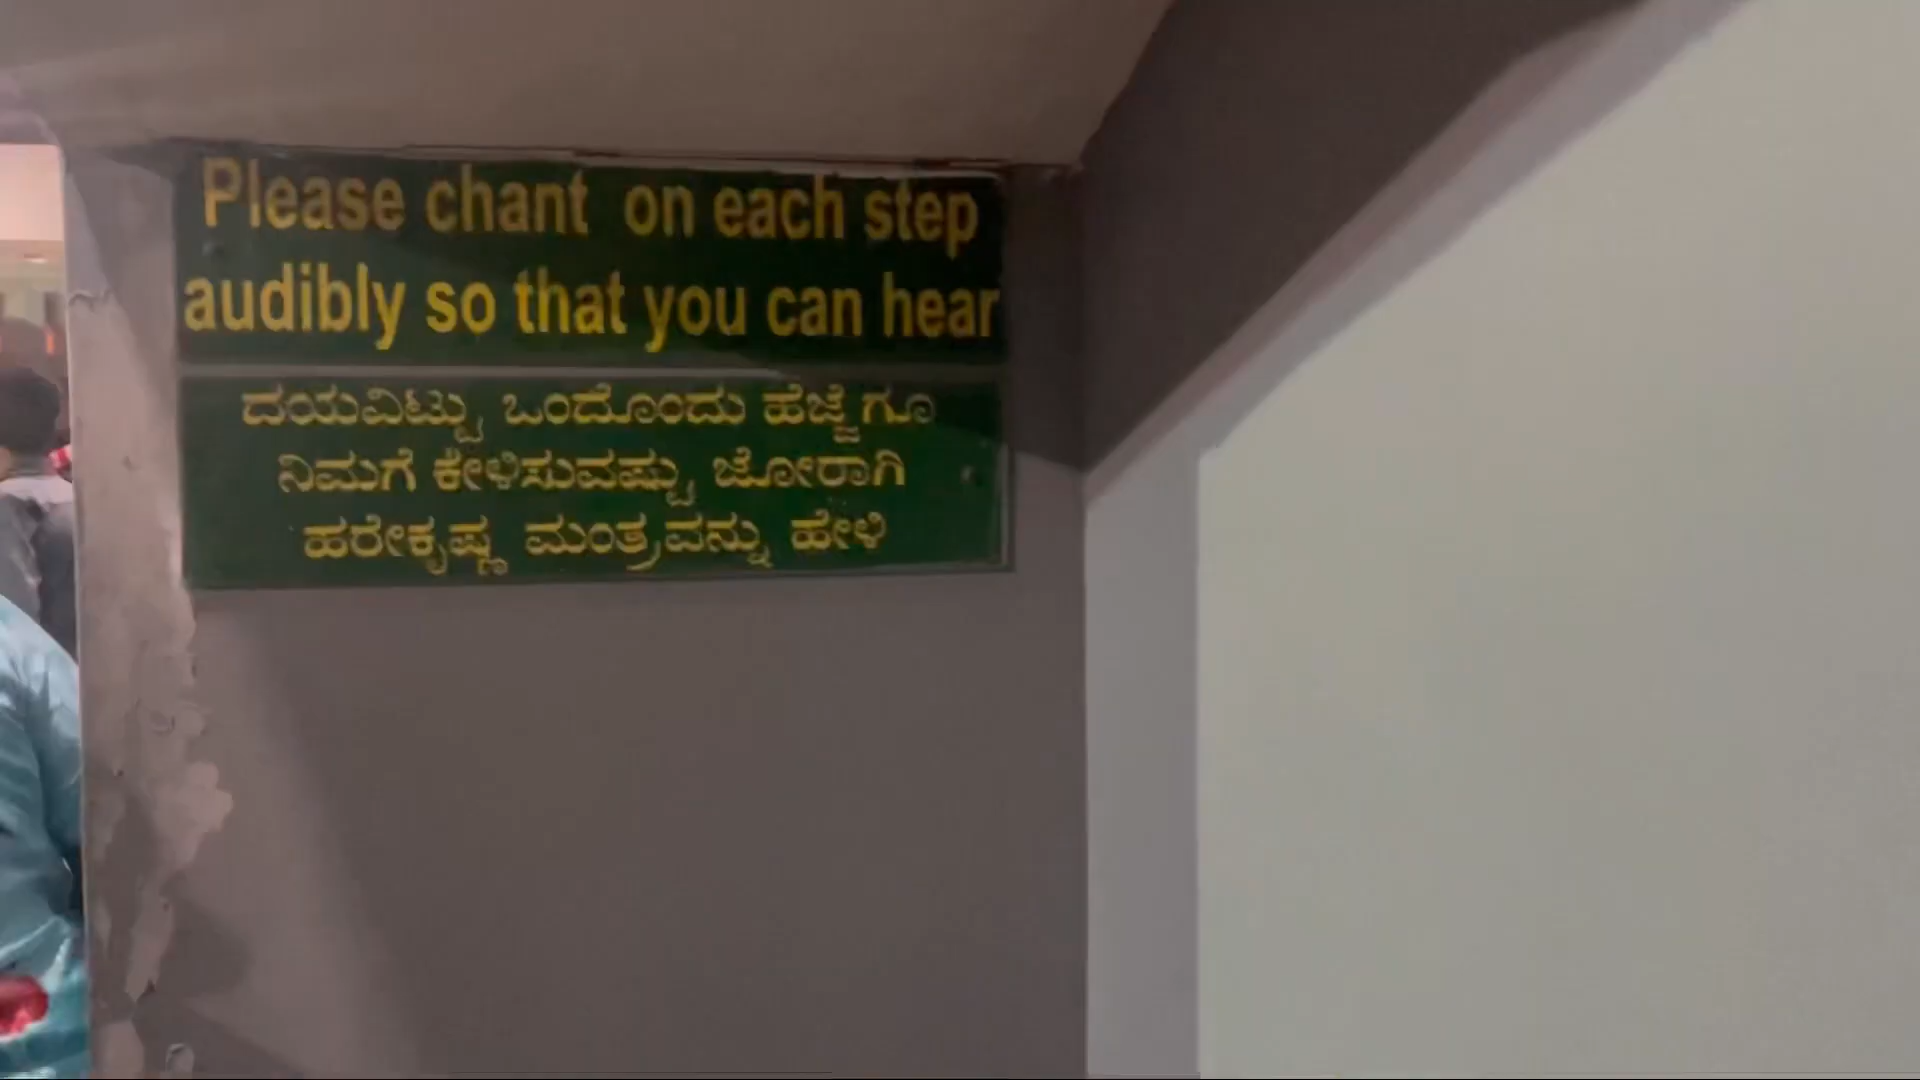 Please chant on each step
audibly so that you can hear
ದಯವಿಟ್ಟು ಒಂದೊಂದು ಹೆಜ್ಜೆಗೂ
ನಿಮಗೆ ಕೇಳಿಸುವಷ್ಟು ಜೋರಾಗಿ
ಹರೇಕೃಷ್ಣ ಮಂತ್ರವನ್ನು ಹೇಳಿ